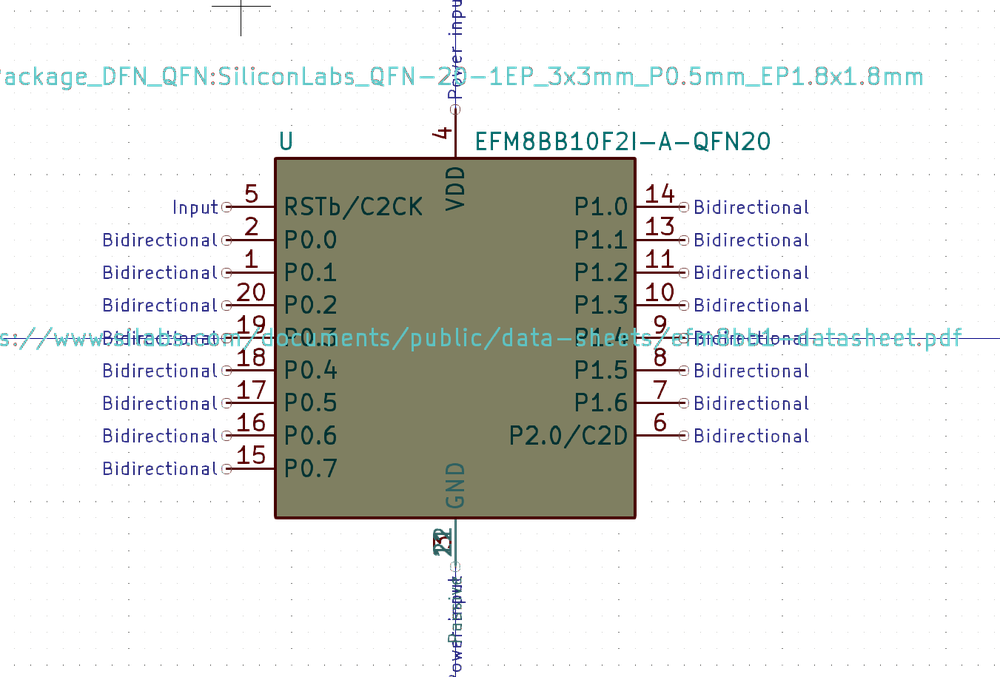 Power input
Package_DFN_QFN:SiliconLabs_QFN-20-1EP_3x3mm_P0.5mm_EP1.8x1.8mm
4
U EFM8BB10F2I-A-QFN20
VDD
Input 5 RSTb/C2CK P1.0 14 Bidirectional
Bidirectional 2 P0.0 P1.1 13 Bidirectional
Bidirectional 1 P0.1 P1.2 11 Bidirectional
Bidirectional 20 P0.2 P1.3 10 Bidirectional
Bidirectional 19 P0.3 P1.4 9 Bidirectional
s://www.silabs.com/documents/public/data-sheets/efm8bb1-datasheet.pdf
Bidirectional 18 P0.4 P1.5 8 Bidirectional
Bidirectional 17 P0.5 P1.6 7 Bidirectional
Bidirectional 16 P0.6 P2.0/C2D 6 Bidirectional
Bidirectional 15 P0.7
GND
Power input